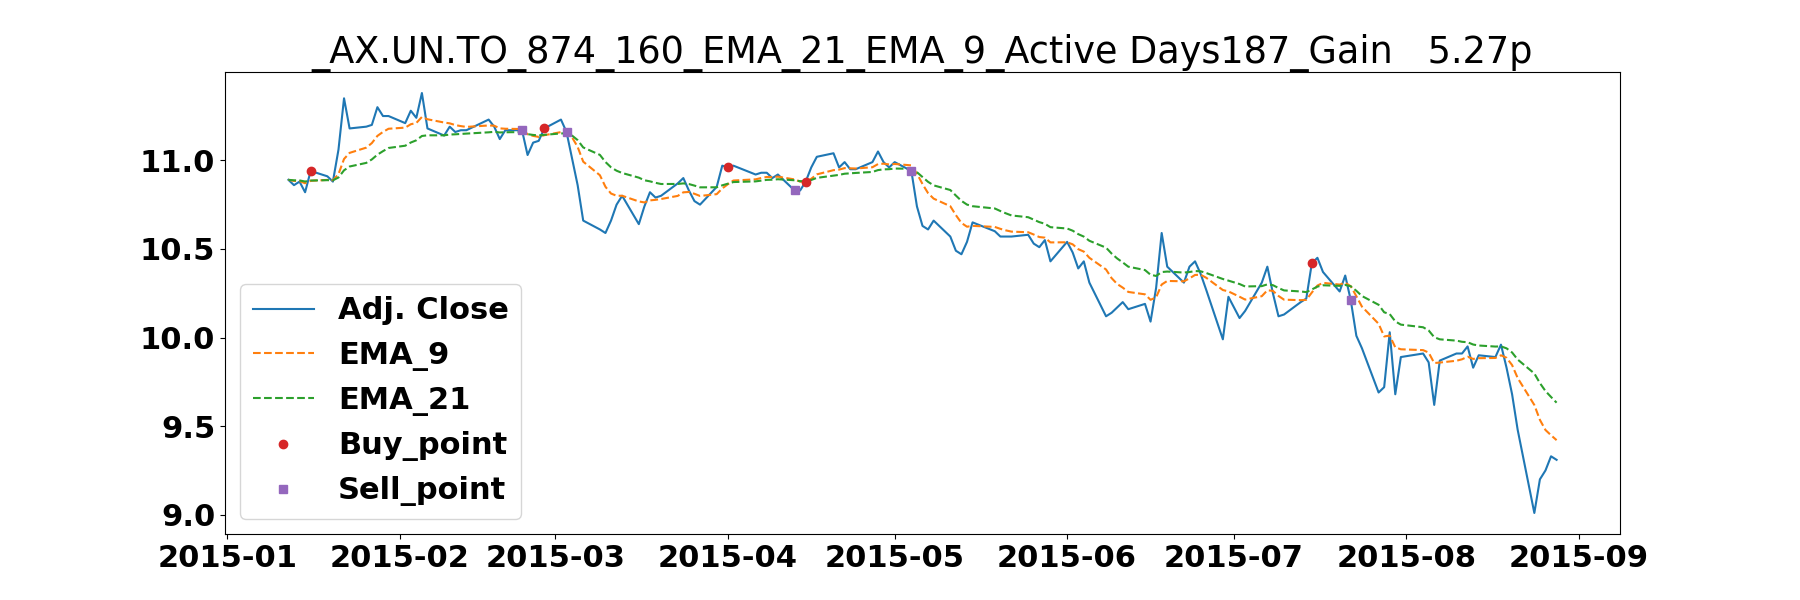 _AX.UN.TO_874_160_EMA_21_EMA_9_Active Days187_Gain   5.27p
11.0
10.5
10.0
9.5
9.0
Adj. Close
EMA_9
EMA_21
Buy_point
Sell_point
2015-01 2015-02 2015-03 2015-04 2015-05 2015-06 2015-07 2015-08 2015-09